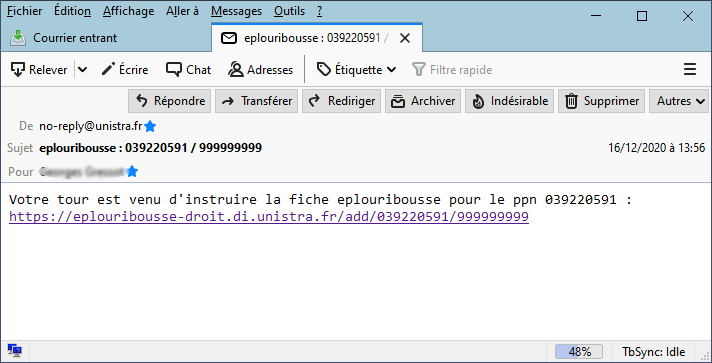 Fichier Édition Affichage Aller à Messages Outils ?
Courrier entrant eplouribousse : 039220591 /
Relever Écrire Chat Adresses Étiquette Filtre rapide
Répondre Transférer Rediriger Archiver Indésirable Supprimer Autres
De no-reply@unistra.fr
Sujet eplouribousse : 039220591 / 999999999 16/12/2020 à 13:56
Pour
Votre tour est venu d'instruire la fiche eplouribousse pour le ppn 039220591 :
https://eplouribousse-droit.di.unistra.fr/add/039220591/999999999
48% TbSync: Idle